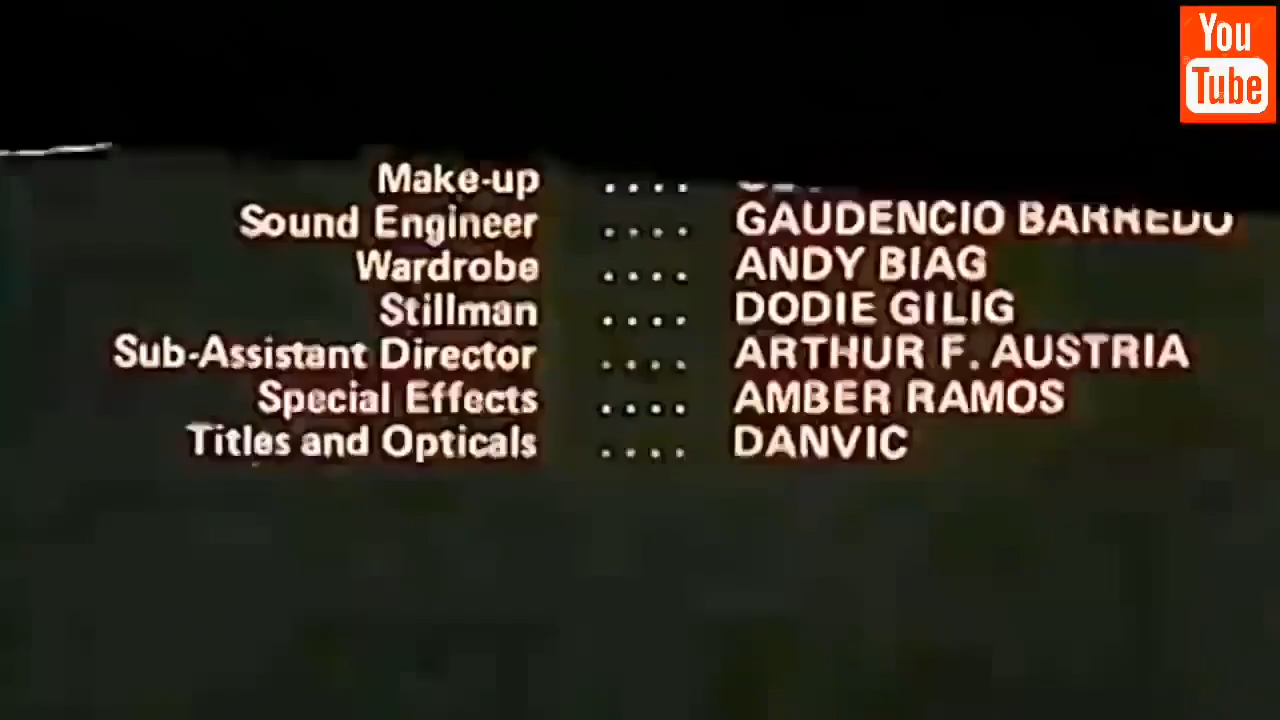 You
Tube
Make-up ....
Sound Engineer .... GAUDENCIO BARREDO
Wardrobe .... ANDY BIAG
Stillman .... DODIE GILIG
Sub-Assistant Director .... ARTHUR F. AUSTRIA
Special Effects .... AMBER RAMOS
Titles and Opticals .... DANVIC